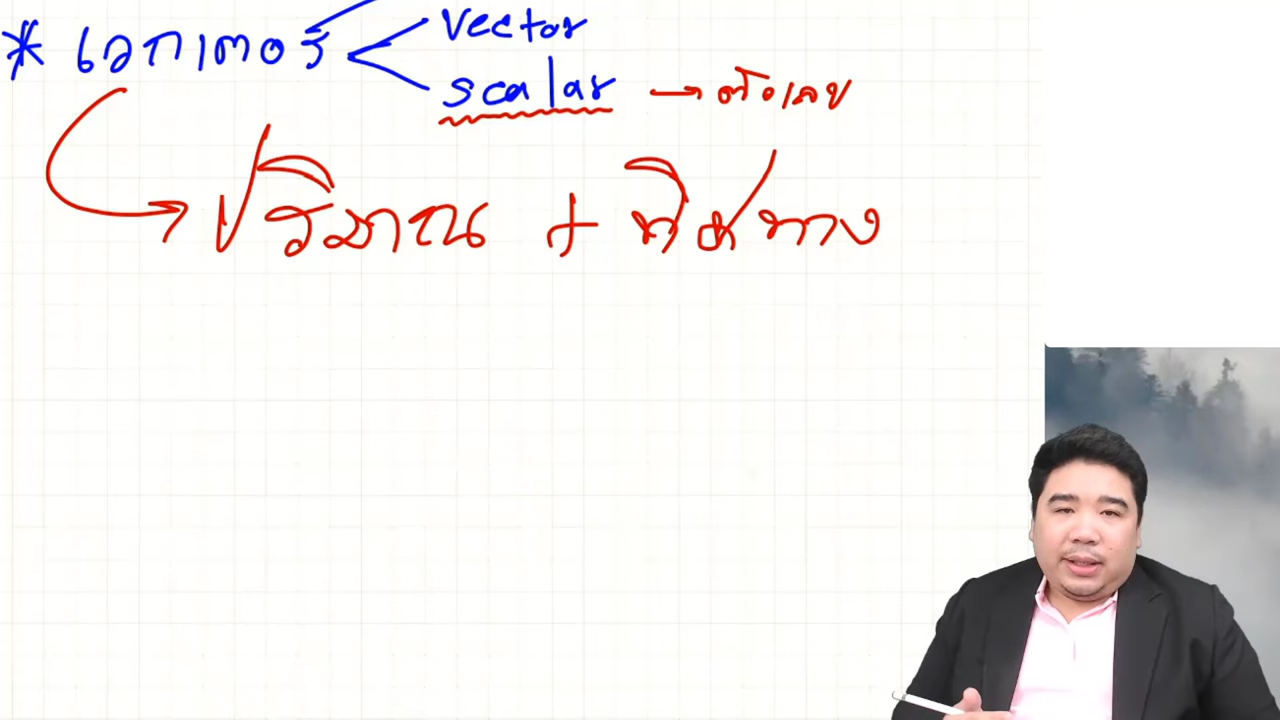 * เวกเตอร์ vector
scalar → ตัวเลข
ปริมาณ + ทิศทาง